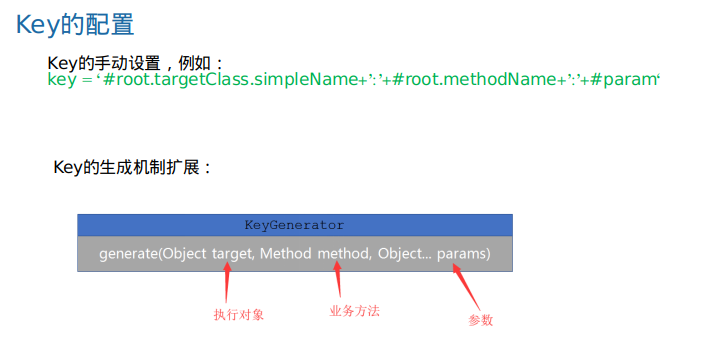 Key的配置
Key的手动设置，例如：
key = ‘#root.targetClass.simpleName+’:’+#root.methodName+’:’+#param‘
Key的生成机制扩展：
KeyGenerator
generate(Object target, Method method, Object... params)
执行对象
业务方法
参数